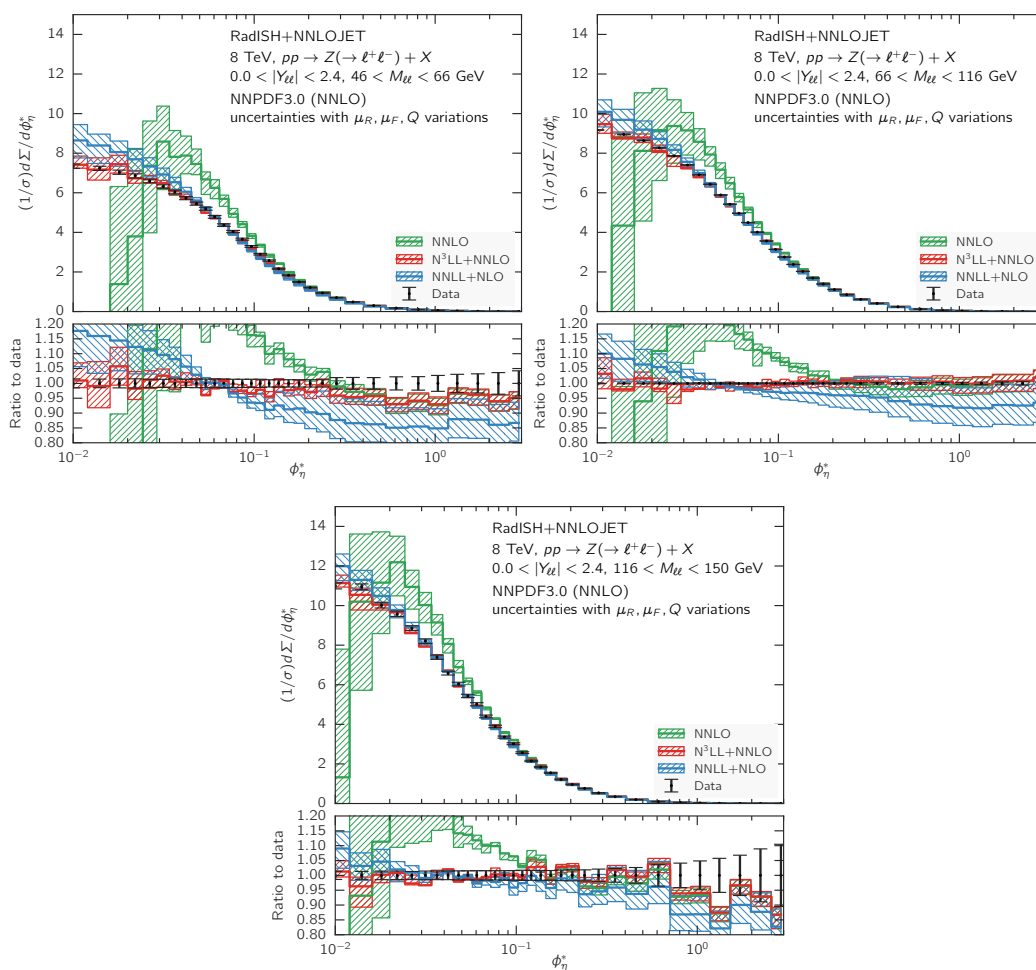 RadISH+NNLOJET
8 TeV, pp → Z(→ ℓ⁺ℓ⁻) + X
0.0 < |Yℓℓ| < 2.4, 46 < Mℓℓ < 66 GeV
NNPDF3.0 (NNLO)
uncertainties with μR, μF, Q variations
(1/σ)dΣ/dφ*η
14
12
10
8
6
4
2
0
NNLO
N³LL+NNLO
NNLL+NLO
Data
Ratio to data
1.20
1.15
1.10
1.05
1.00
0.95
0.90
0.85
0.80
10⁻² 10⁻¹ 10⁰
φ*η
RadISH+NNLOJET
8 TeV, pp → Z(→ ℓ⁺ℓ⁻) + X
0.0 < |Yℓℓ| < 2.4, 66 < Mℓℓ < 116 GeV
NNPDF3.0 (NNLO)
uncertainties with μR, μF, Q variations
(1/σ)dΣ/dφ*η
14
12
10
8
6
4
2
0
NNLO
N³LL+NNLO
NNLL+NLO
Data
Ratio to data
1.20
1.15
1.10
1.05
1.00
0.95
0.90
0.85
0.80
10⁻² 10⁻¹ 10⁰
φ*η
RadISH+NNLOJET
8 TeV, pp → Z(→ ℓ⁺ℓ⁻) + X
0.0 < |Yℓℓ| < 2.4, 116 < Mℓℓ < 150 GeV
NNPDF3.0 (NNLO)
uncertainties with μR, μF, Q variations
(1/σ)dΣ/dφ*η
14
12
10
8
6
4
2
0
NNLO
N³LL+NNLO
NNLL+NLO
Data
Ratio to data
1.20
1.15
1.10
1.05
1.00
0.95
0.90
0.85
0.80
10⁻² 10⁻¹ 10⁰
φ*η